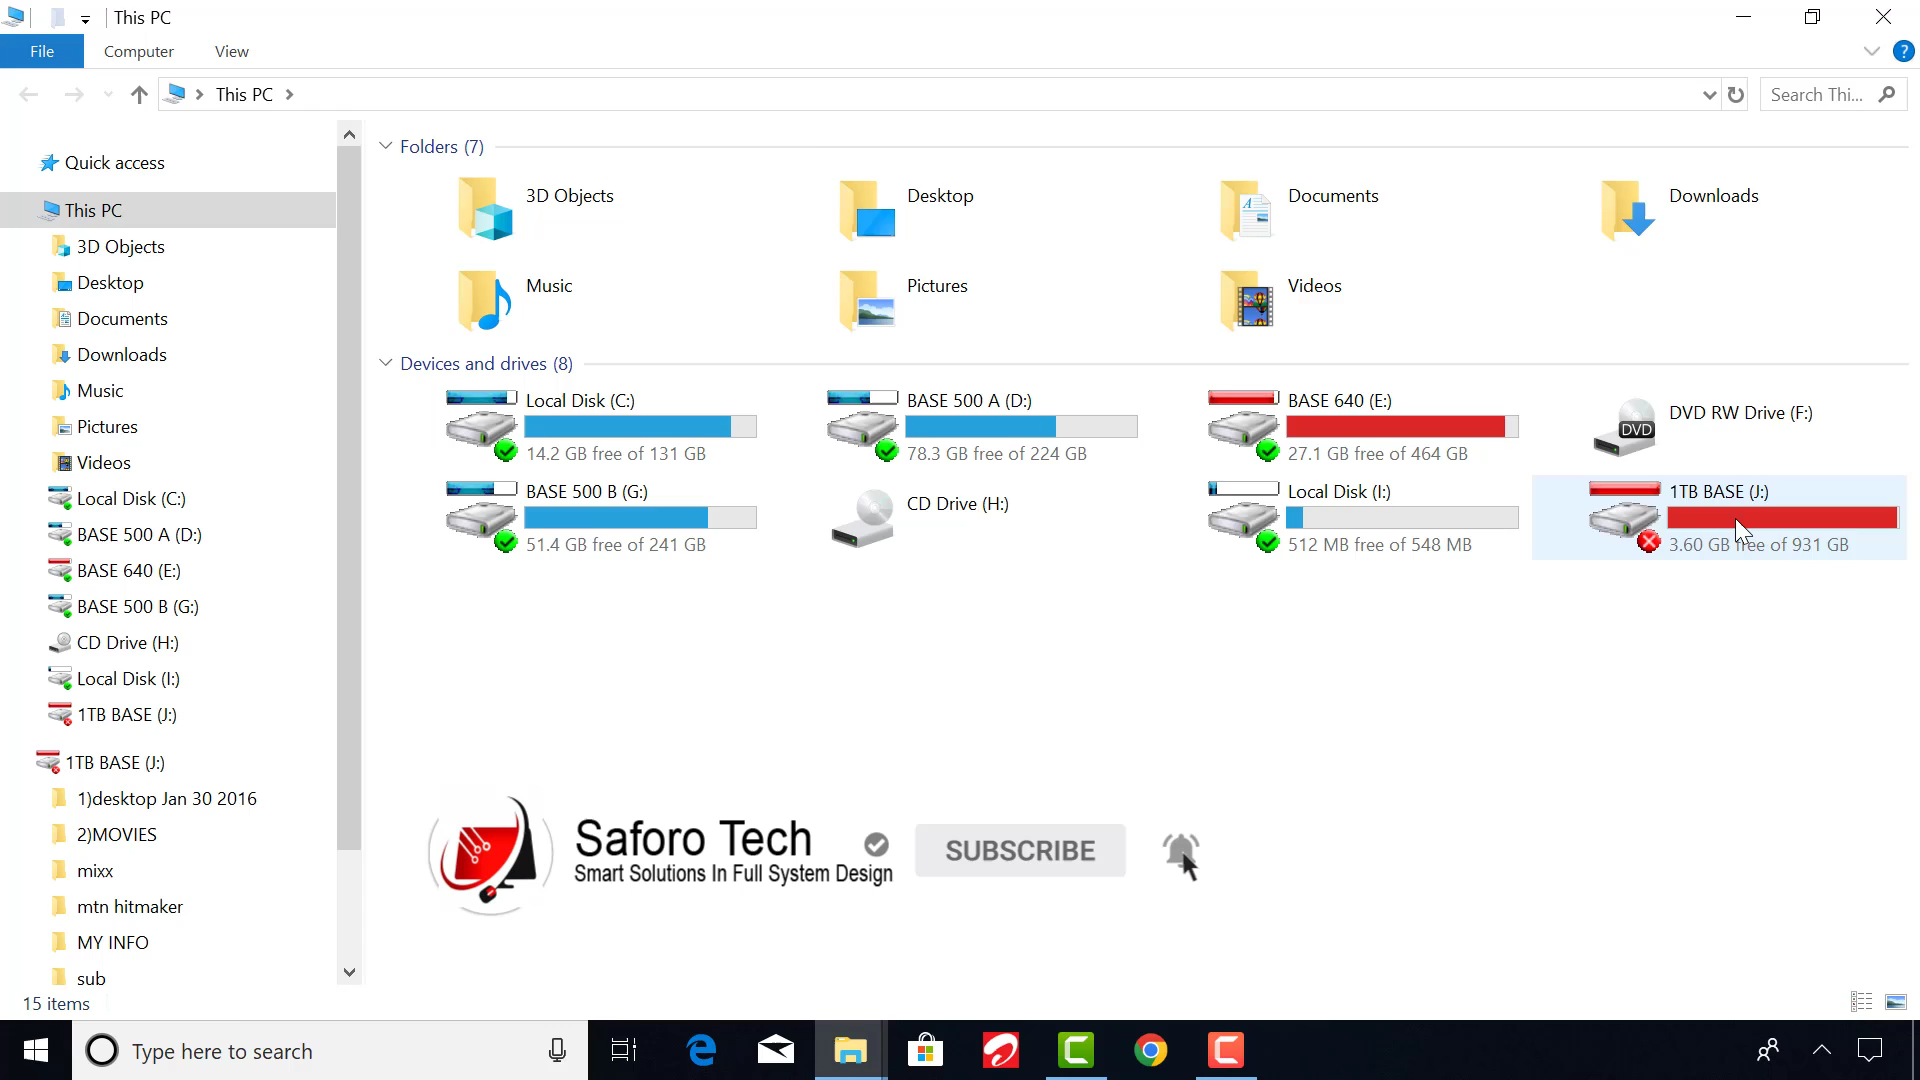 This PC
File
Computer
View
This PC
Search Thi...
Quick access
This PC
3D Objects
Desktop
Documents
Downloads
Music
Pictures
Videos
Local Disk (C:)
BASE 500 A (D:)
BASE 640 (E:)
BASE 500 B (G:)
CD Drive (H:)
Local Disk (I:)
1TB BASE (J:)
1TB BASE (J:)
1)desktop Jan 30 2016
2)MOVIES
mixx
mtn hitmaker
MY INFO
sub
Folders (7)
3D Objects
Desktop
Documents
Downloads
Music
Pictures
Videos
Devices and drives (8)
Local Disk (C:)
14.2 GB free of 131 GB
BASE 500 A (D:)
78.3 GB free of 224 GB
BASE 640 (E:)
27.1 GB free of 464 GB
DVD
DVD RW Drive (F:)
BASE 500 B (G:)
51.4 GB free of 241 GB
CD Drive (H:)
Local Disk (I:)
512 MB free of 548 MB
1TB BASE (J:)
3.60 GB free of 931 GB
Saforo Tech
Smart Solutions In Full System Design
SUBSCRIBE
15 items
Type here to search